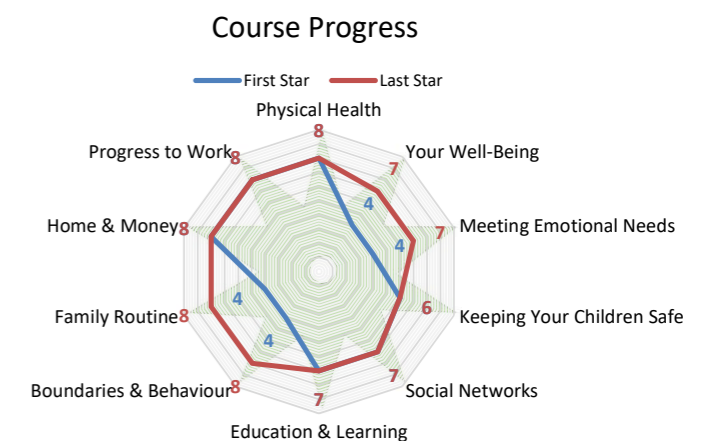 Course Progress
First Star Last Star
Physical Health
8
Progress to Work 8
7 Your Well-Being
4
Home & Money 8
4 7 Meeting Emotional Needs
Family Routine 8
4
6 Keeping Your Children Safe
4
Boundaries & Behaviour 8
7 Social Networks
7
Education & Learning